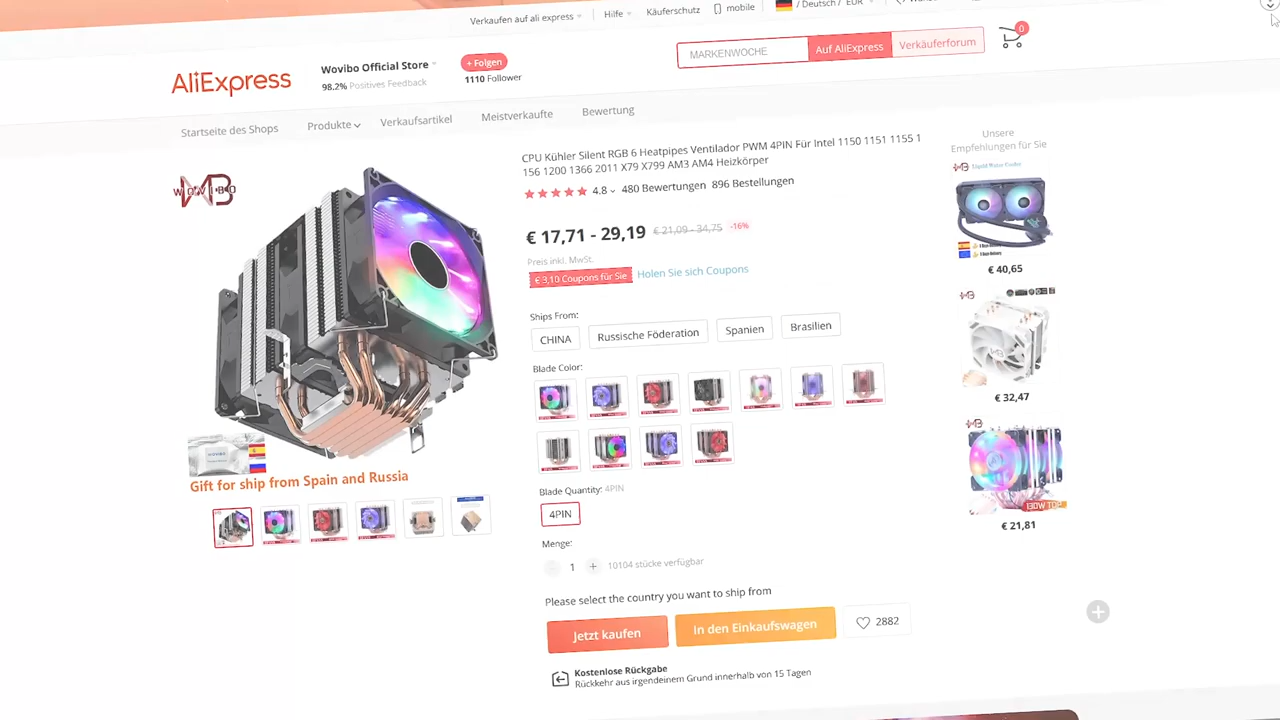 Verkaufen auf ali express
Hilfe
Käuferschutz
mobile
/ Deutsch / EUR
AliExpress
Wovibo Official Store
98.2% Positives Feedback
+ Folgen
1110 Follower
MARKENWOCHE
Auf AliExpress
Verkäuferforum
0
Startseite des Shops
Produkte
Verkaufsartikel
Meistverkaufte
Bewertung
WOVIBO
CPU Kühler Silent RGB 6 Heatpipes Ventilador PWM 4PIN Für Intel 1150 1151 1155 1
156 1200 1366 2011 X79 X799 AM3 AM4 Heizkörper
4.8
480 Bewertungen
896 Bestellungen
€ 17,71 - 29,19
€ 21,09 - 34,75
-16%
Preis inkl. MwSt.
€ 3,10 Coupons für Sie
Holen Sie sich Coupons
Ships From:
CHINA
Russische Föderation
Spanien
Brasilien
Blade Color:
Blade Quantity: 4PIN
4PIN
Menge:
1
10104 stücke verfügbar
Please select the country you want to ship from
Jetzt kaufen
In den Einkaufswagen
2882
Kostenlose Rückgabe
Rückkehr aus irgendeinem Grund innerhalb von 15 Tagen
WOVIBO
Gift for ship from Spain and Russia
Unsere
Empfehlungen für Sie
Liquid Water Cooler
€ 40,65
€ 32,47
130W TDP
€ 21,81